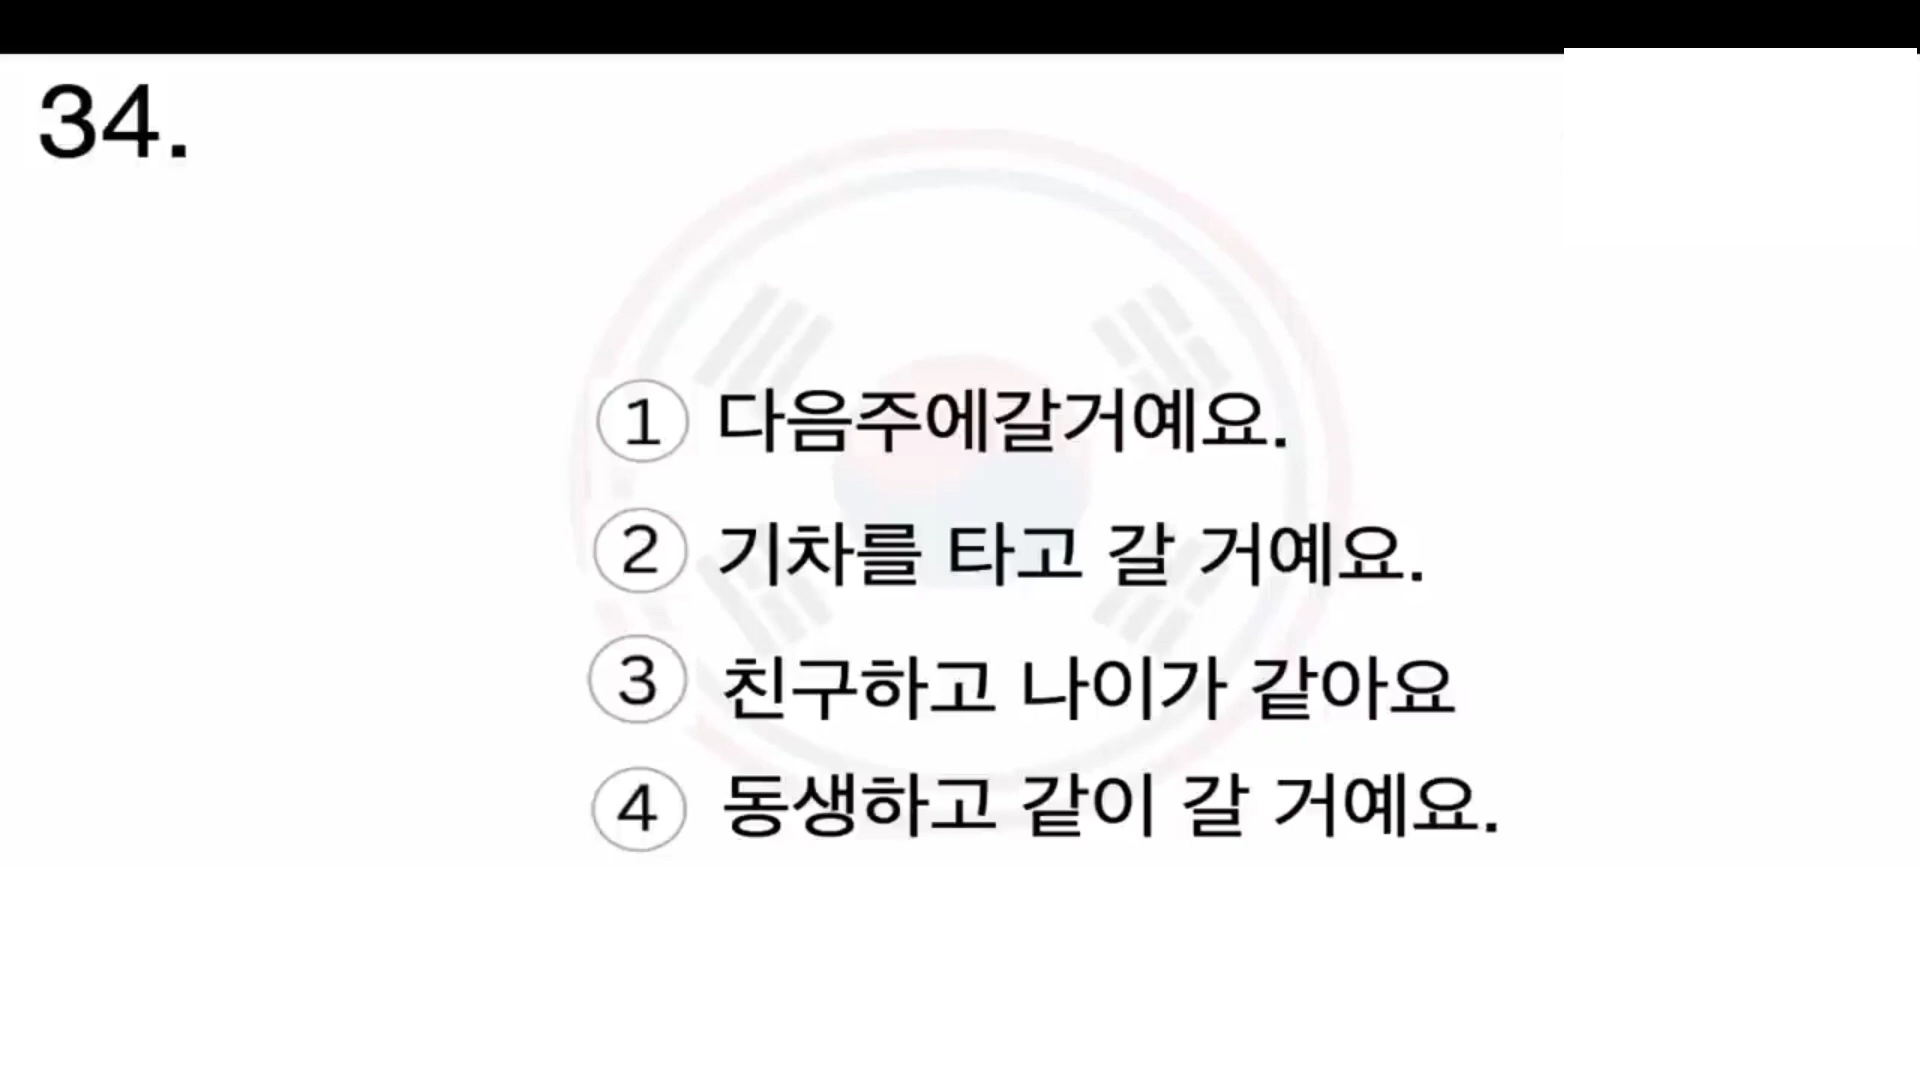 34.
① 다음주에갈거예요.
② 기차를 타고 갈 거예요.
③ 친구하고 나이가 같아요
④ 동생하고 같이 갈 거예요.